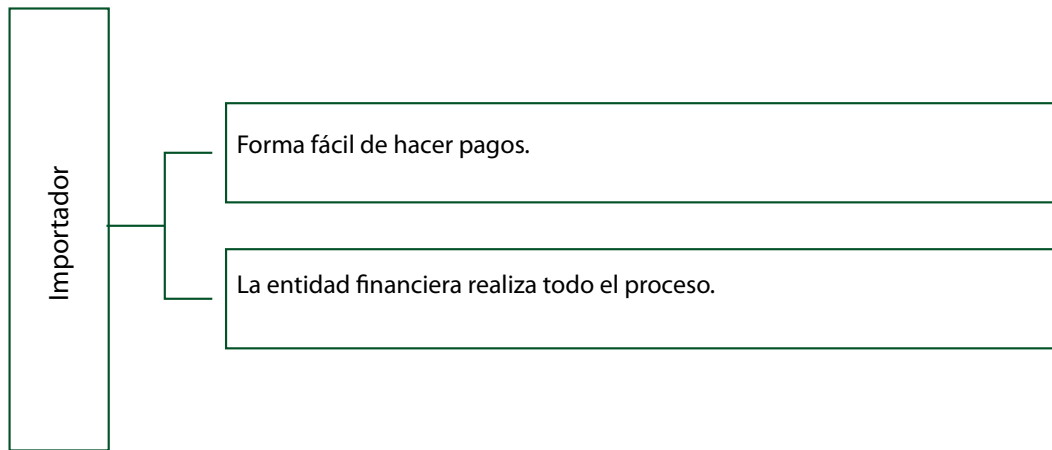 Importador
Forma fácil de hacer pagos.
La entidad financiera realiza todo el proceso.